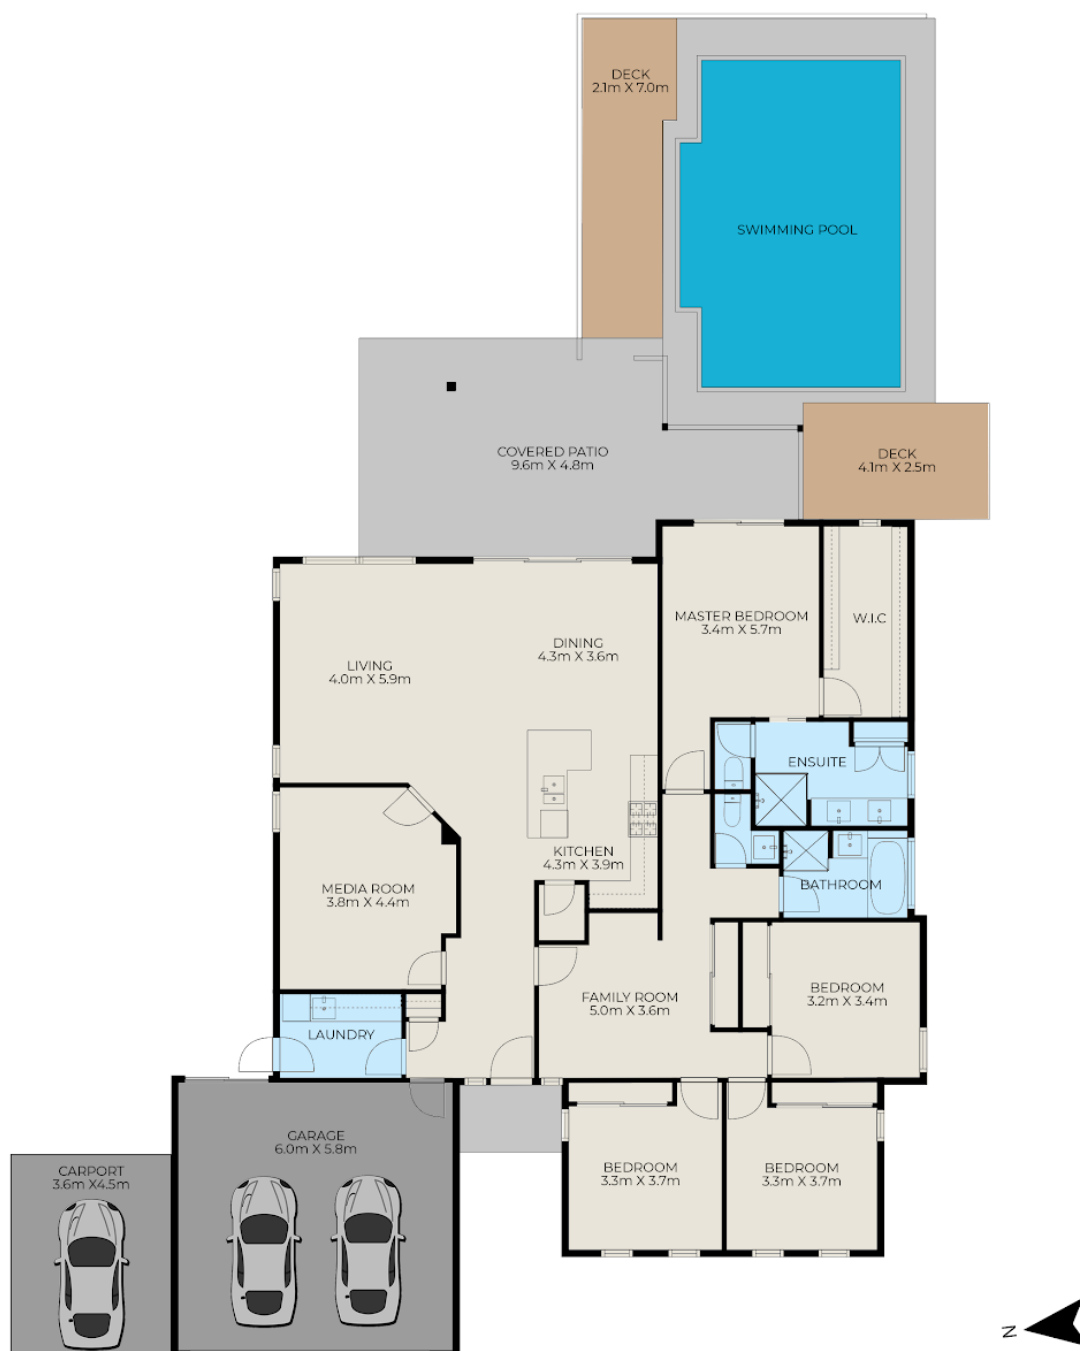 DECK
2.1m X 7.0m
SWIMMING POOL
COVERED PATIO
9.6m X 4.8m
DECK
4.1m X 2.5m
MASTER BEDROOM
3.4m X 5.7m
W.I.C
DINING
4.3m X 3.6m
LIVING
4.0m X 5.9m
ENSUITE
KITCHEN
4.3m X 3.9m
MEDIA ROOM
3.8m X 4.4m
BATHROOM
FAMILY ROOM
5.0m X 3.6m
BEDROOM
3.2m X 3.4m
LAUNDRY
GARAGE
6.0m X 5.8m
CARPORT
3.6m X4.5m
BEDROOM
3.3m X 3.7m
BEDROOM
3.3m X 3.7m
N